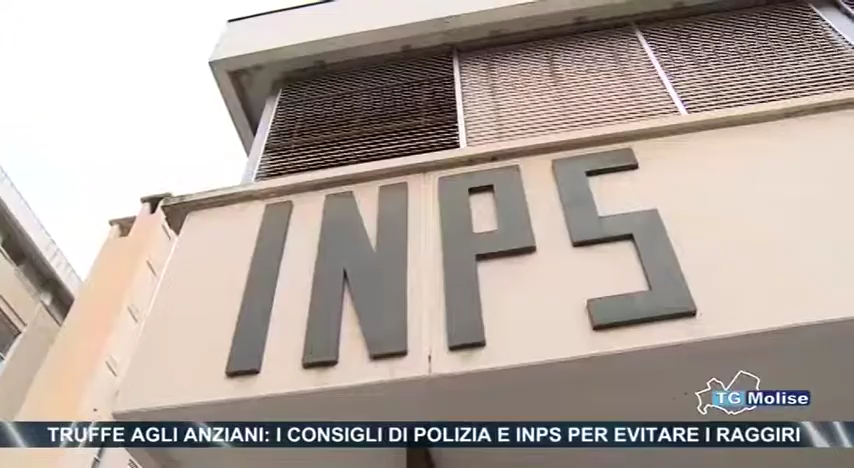 INPS
TG Molise
TRUFFE AGLI ANZIANI: I CONSIGLI DI POLIZIA E INPS PER EVITARE I RAGGIRI